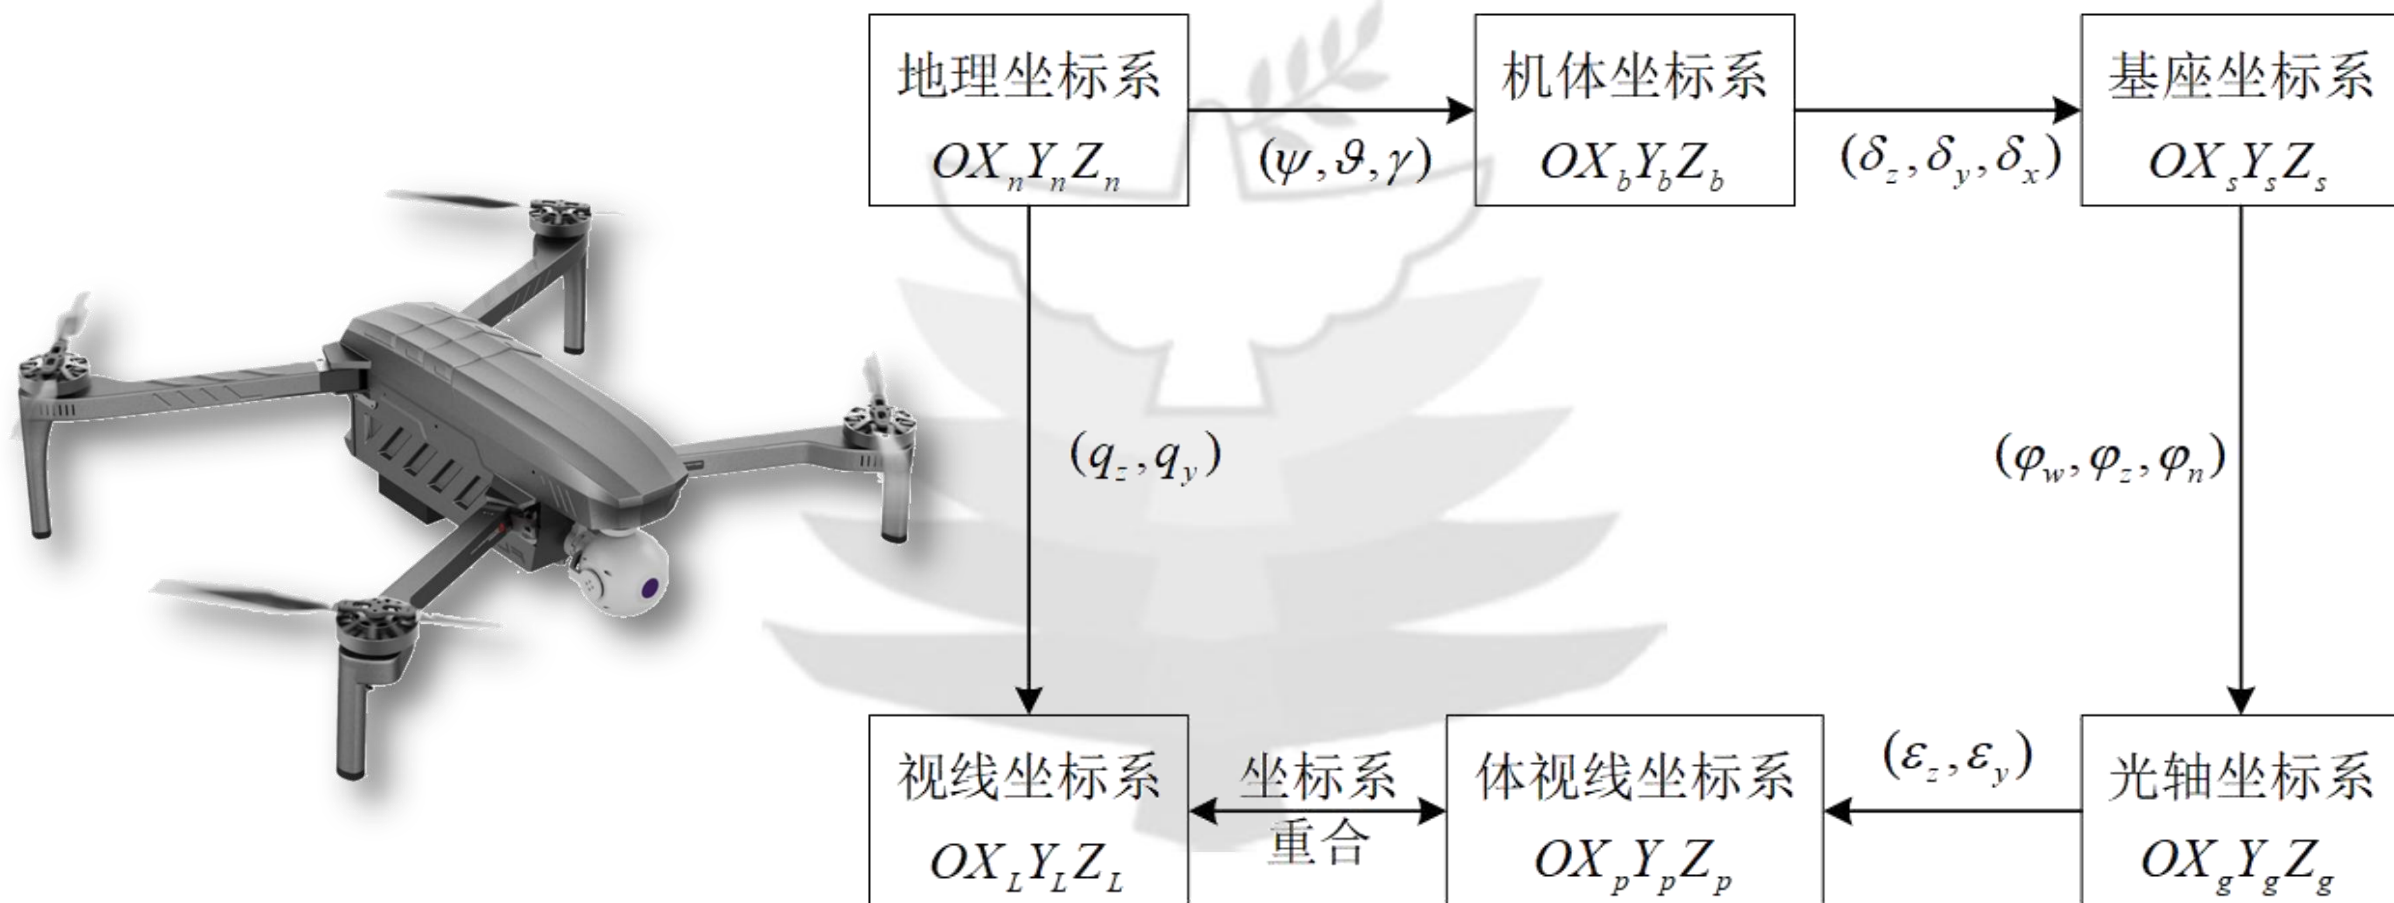 地理坐标系
OXₙYₙZₙ
(ψ,ϑ,γ)
机体坐标系
OX_bY_bZ_b
(δ_z,δ_y,δ_x)
基座坐标系
OXₛYₛZₛ
(q_z,q_y)
(φ_w,φ_z,φ_n)
视线坐标系
OX_LY_LZ_L
坐标系
重合
体视线坐标系
OX_pY_pZ_p
(ε_z,ε_y)
光轴坐标系
OX_gY_gZ_g